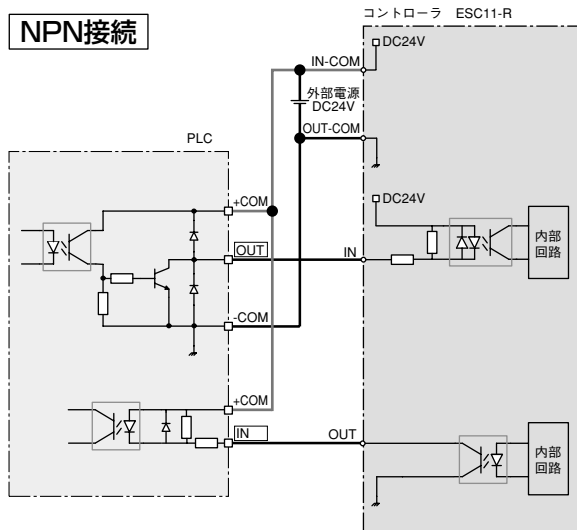 NPN接続
コントローラ ESC11-R
DC24V
IN-COM
外部電源
DC24V
OUT-COM
PLC
DC24V
+COM
OUT
IN
内部
回路
-COM
+COM
IN
OUT
内部
回路